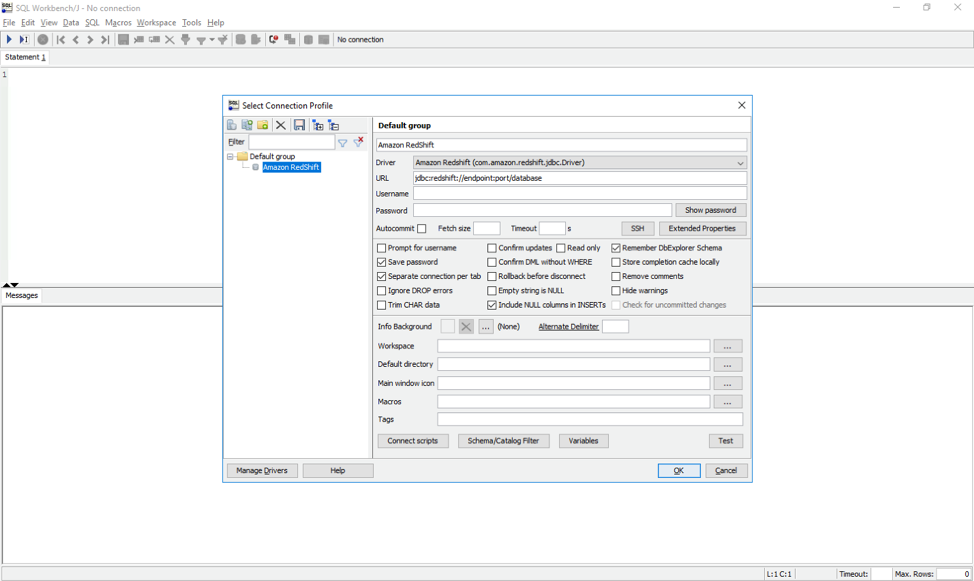 SQL Workbench/J - No connection
File Edit View Data SQL Macros Workspace Tools Help
No connection
Statement 1
1
SQL Select Connection Profile
Filter
Default group
Amazon RedShift
Default group
Amazon RedShift
Driver Amazon Redshift (com.amazon.redshift.jdbc.Driver)
URL jdbc:redshift://endpoint:port/database
Username
Password Show password
Autocommit Fetch size Timeout s SSH Extended Properties
Prompt for username Confirm updates Read only Remember DbExplorer Schema
Save password Confirm DML without WHERE Store completion cache locally
Separate connection per tab Rollback before disconnect Remove comments
Ignore DROP errors Empty string is NULL Hide warnings
Trim CHAR data Include NULL columns in INSERTs Check for uncommitted changes
Info Background ... (None) Alternate Delimiter
Workspace ...
Default directory ...
Main window icon ...
Macros ...
Tags
Connect scripts Schema/Catalog Filter Variables Test
Manage Drivers Help OK Cancel
Messages
L:1 C:1 Timeout: Max. Rows: 0